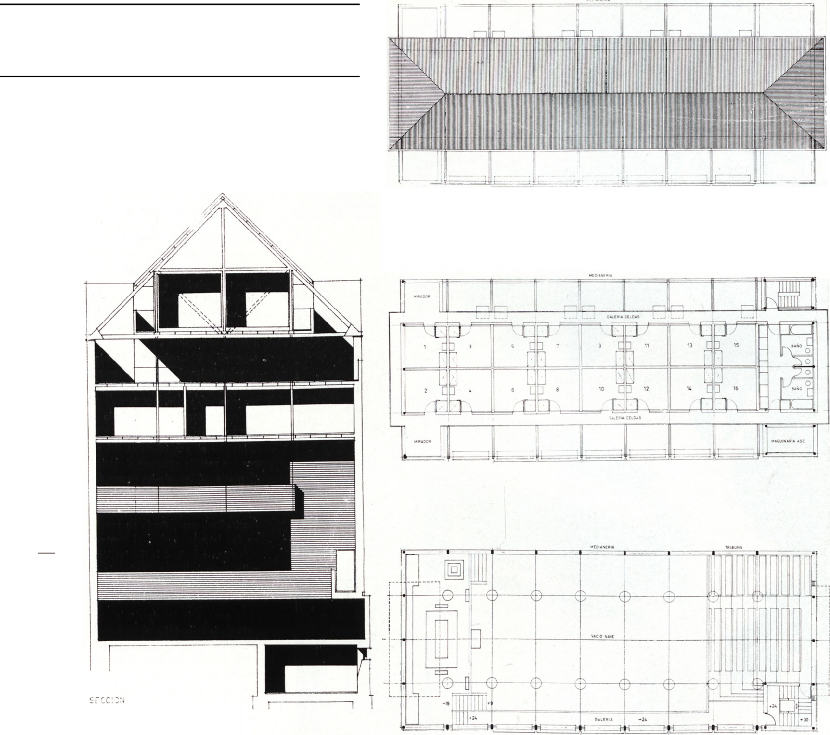 SECCION
MEDIANERIA
MIRADOR
GALERIA CELDAS
1 3 5 7 9 11 13 15
BAÑO
2 4 6 8 10 12 14 16
BAÑO
GALERIA CELDAS
MIRADOR
MAQUINARIA ASC.
MEDIANERIA
TRIBUNA
VACIO NAVE
+24
GALERIA
+24
+24